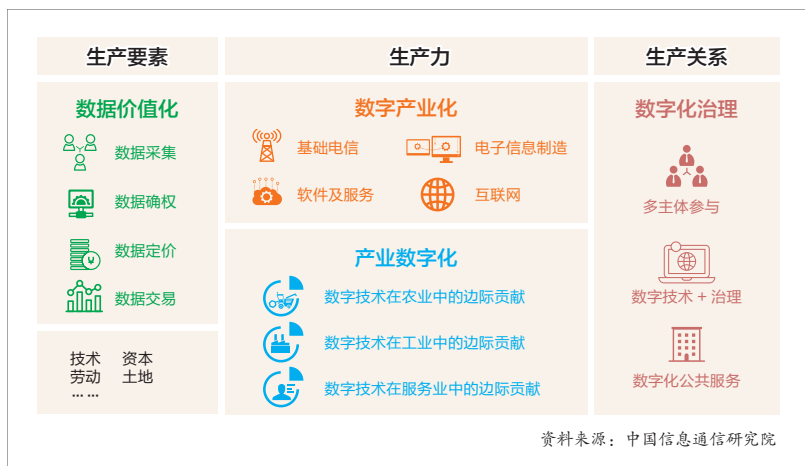 生产要素
生产力
生产关系
数据价值化
数据采集
数据确权
数据定价
¥
数据交易
技术 资本
劳动 土地
... ...
数字产业化
基础电信
电子信息制造
软件及服务
互联网
产业数字化
数字技术在农业中的边际贡献
数字技术在工业中的边际贡献
数字技术在服务业中的边际贡献
数字化治理
多主体参与
数字技术 + 治理
数字化公共服务
资料来源：中国信息通信研究院